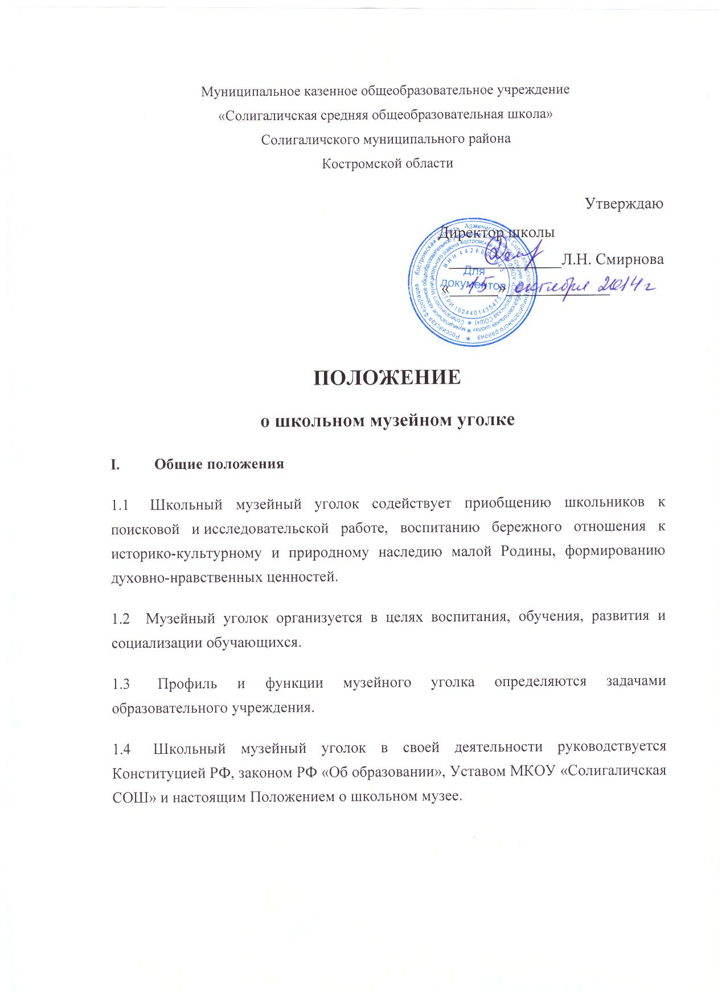 Муниципальное казенное общеобразовательное учреждение
«Солигаличская средняя общеобразовательная школа»
Солигаличского муниципального района
Костромской области
Утверждаю
Директор школы
Л.Н. Смирнова
« 15 » октября 2014 г
Для
документов
ОГРН 1024401435475
ПОЛОЖЕНИЕ
о школьном музейном уголке
I. Общие положения
1.1 Школьный музейный уголок содействует приобщению школьников к
поисковой и исследовательской работе, воспитанию бережного отношения к
историко-культурному и природному наследию малой Родины, формированию
духовно-нравственных ценностей.
1.2 Музейный уголок организуется в целях воспитания, обучения, развития и
социализации обучающихся.
1.3 Профиль и функции музейного уголка определяются задачами
образовательного учреждения.
1.4 Школьный музейный уголок в своей деятельности руководствуется
Конституцией РФ, законом РФ «Об образовании», Уставом МКОУ «Солигаличская
СОШ» и настоящим Положением о школьном музее.